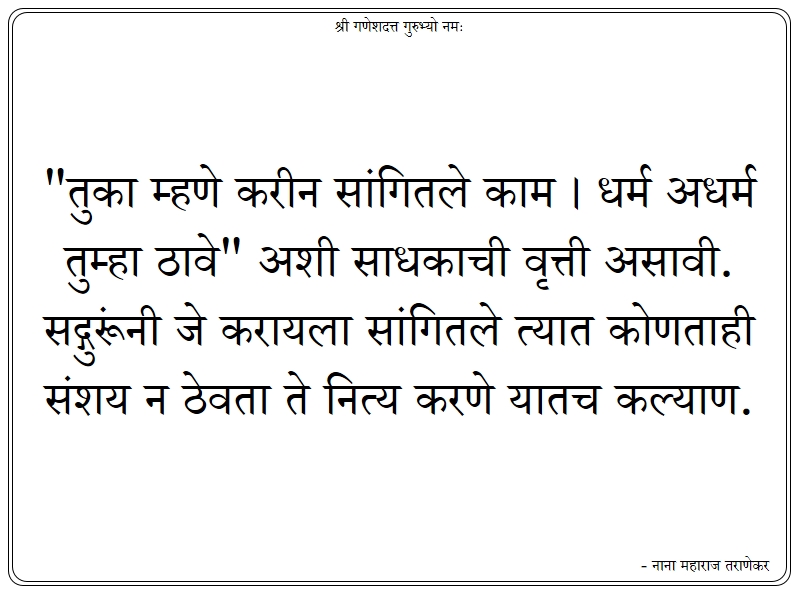 श्री गणेशदत्त गुरुभ्यो नमः
"तुका म्हणे करीन सांगितले काम । धर्म अधर्म
तुम्हा ठावे" अशी साधकाची वृत्ती असावी.
सद्गुरूंनी जे करायला सांगितले त्यात कोणताही
संशय न ठेवता ते नित्य करणे यातच कल्याण.
- नाना महाराज तराणेकर